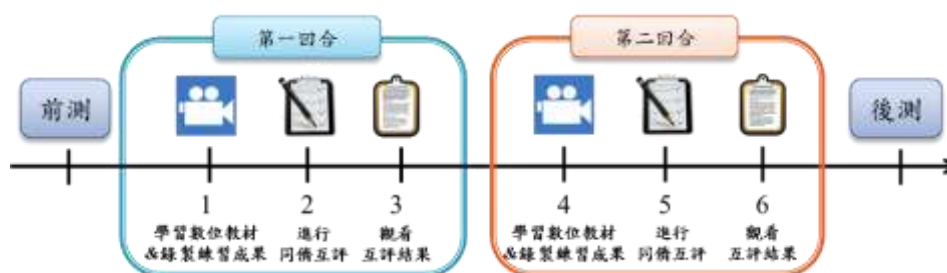 第一回合
第二回合
前測
後測
1
2
3
4
5
6
學習數位教材
&錄製練習成果
進行
同儕互評
觀看
互評結果
學習數位教材
&錄製練習成果
進行
同儕互評
觀看
互評結果